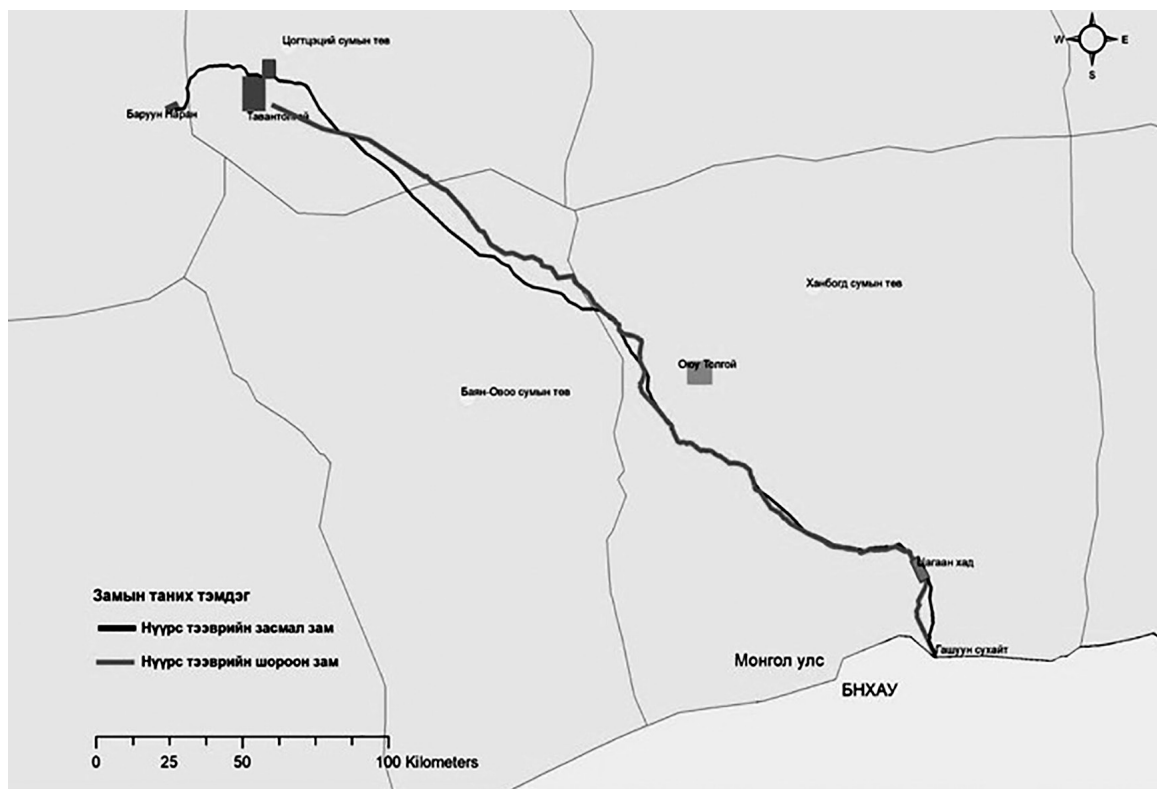 Цогтцэций сумын төв
W E
S
Баруун Наран
Тавантолгой
Ханбогд сумын төв
Оюу Толгой
Баян-Овоо сумын төв
Цагаан хад
Замын таних тэмдэг
Нүүрс тээврийн засмал зам
Нүүрс тээврийн шороон зам
Гашуун сухайт
Монгол улс
БНХАУ
0 25 50 100 Kilometers